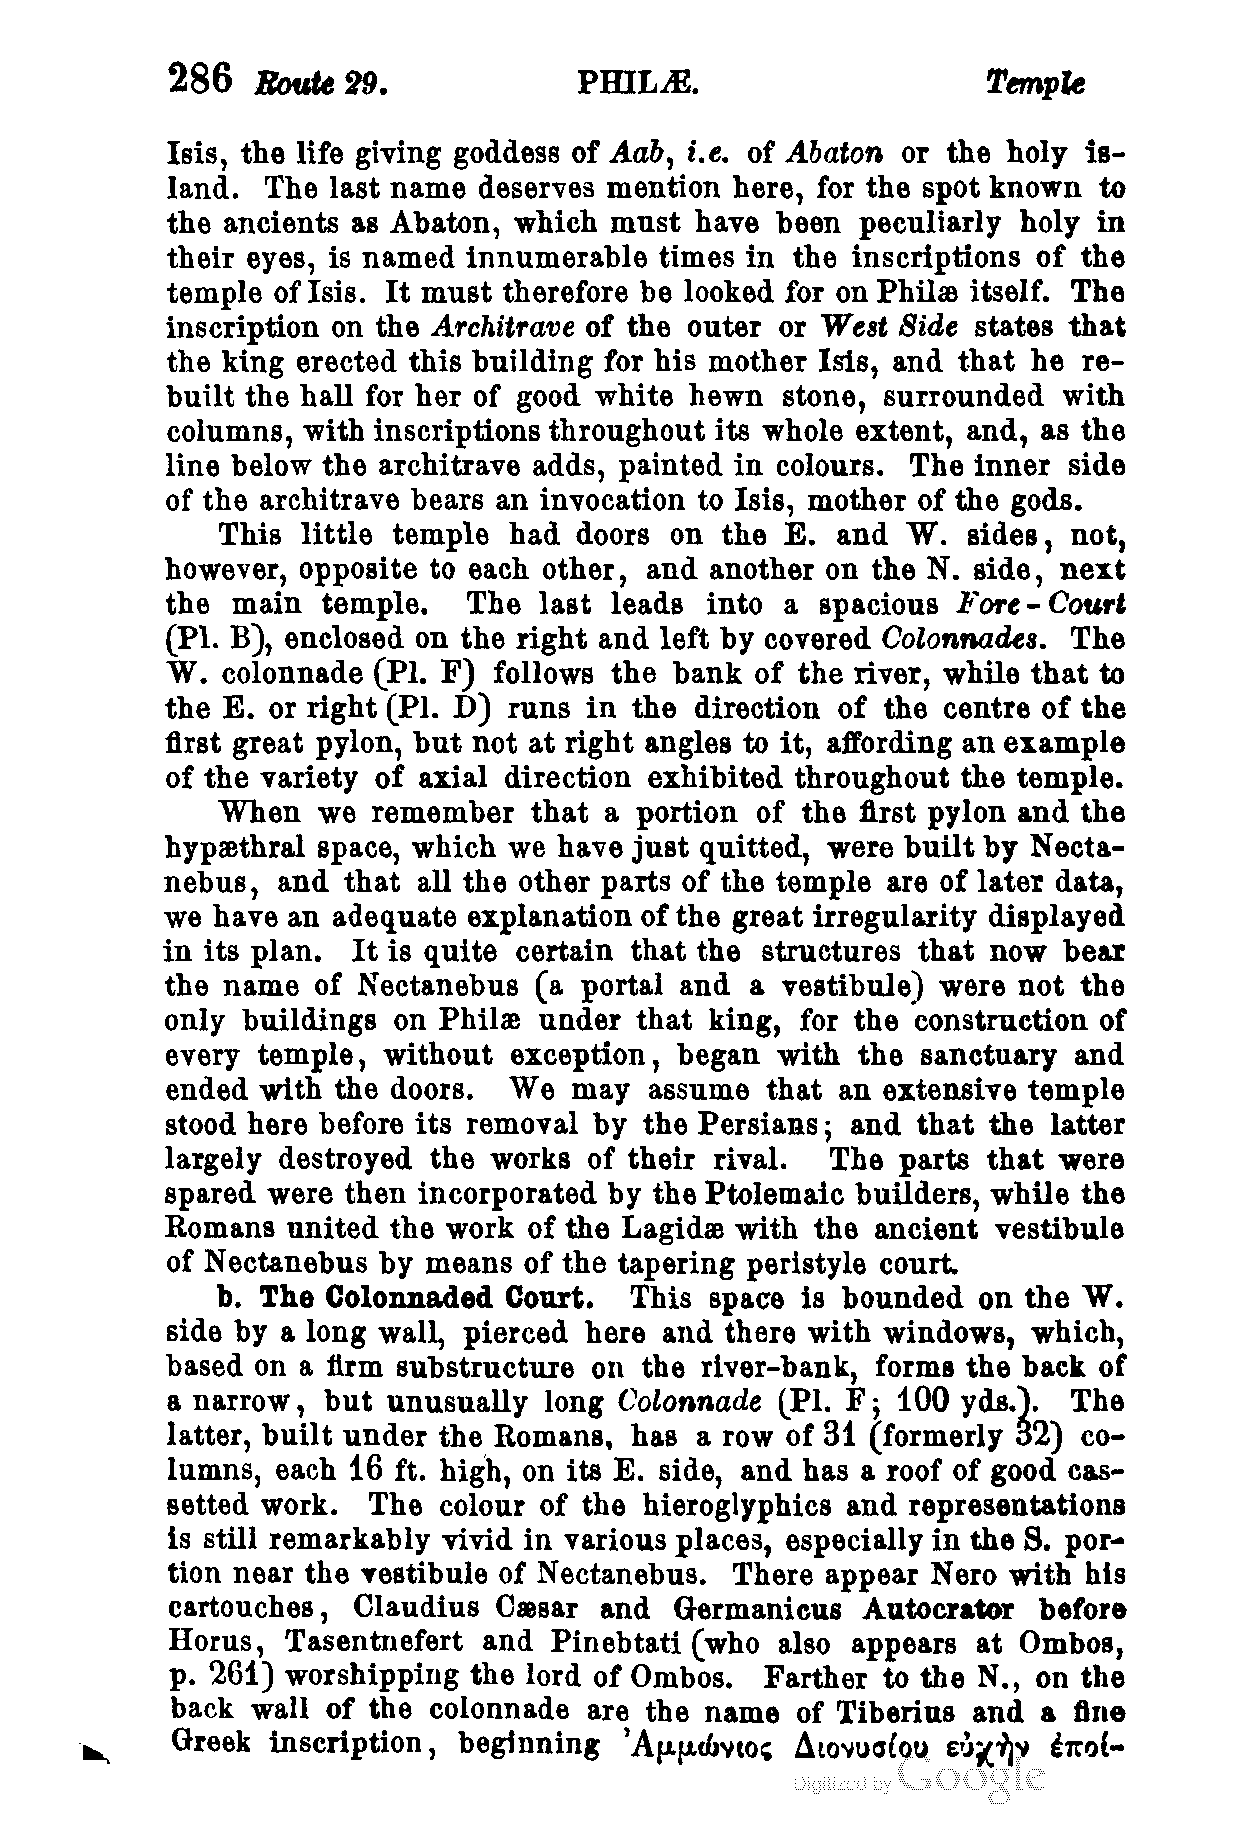 286 Route 29. PHILÆ. Temple
Isis, the life giving goddess of Aab, i.e. of Abaton or the holy is-
land. The last name deserves mention here, for the spot known to
the ancients as Abaton, which must have been peculiarly holy in
their eyes, is named innumerable times in the inscriptions of the
temple of Isis. It must therefore be looked for on Philæ itself. The
inscription on the Architrave of the outer or West Side states that
the king erected this building for his mother Isis, and that he re-
built the hall for her of good white hewn stone, surrounded with
columns, with inscriptions throughout its whole extent, and, as the
line below the architrave adds, painted in colours. The inner side
of the architrave bears an invocation to Isis, mother of the gods.
This little temple had doors on the E. and W. sides, not,
however, opposite to each other, and another on the N. side, next
the main temple. The last leads into a spacious Fore-Court
(Pl. B), enclosed on the right and left by covered Colonnades. The
W. colonnade (Pl. F) follows the bank of the river, while that to
the E. or right (Pl. D) runs in the direction of the centre of the
first great pylon, but not at right angles to it, affording an example
of the variety of axial direction exhibited throughout the temple.
When we remember that a portion of the first pylon and the
hypæthral space, which we have just quitted, were built by Necta-
nebus, and that all the other parts of the temple are of later data,
we have an adequate explanation of the great irregularity displayed
in its plan. It is quite certain that the structures that now bear
the name of Nectanebus (a portal and a vestibule) were not the
only buildings on Philæ under that king, for the construction of
every temple, without exception, began with the sanctuary and
ended with the doors. We may assume that an extensive temple
stood here before its removal by the Persians; and that the latter
largely destroyed the works of their rival. The parts that were
spared were then incorporated by the Ptolemaic builders, while the
Romans united the work of the Lagidæ with the ancient vestibule
of Nectanebus by means of the tapering peristyle court.
b. The Colonnaded Court. This space is bounded on the W.
side by a long wall, pierced here and there with windows, which,
based on a firm substructure on the river-bank, forms the back of
a narrow, but unusually long Colonnade (Pl. F; 100 yds.). The
latter, built under the Romans, has a row of 31 (formerly 32) co-
lumns, each 16 ft. high, on its E. side, and has a roof of good cas-
setted work. The colour of the hieroglyphics and representations
is still remarkably vivid in various places, especially in the S. por-
tion near the vestibule of Nectanebus. There appear Nero with his
cartouches, Claudius Cæsar and Germanicus Autocrator before
Horus, Tasentnefert and Pinebtati (who also appears at Ombos,
p. 261) worshipping the lord of Ombos. Farther to the N., on the
back wall of the colonnade are the name of Tiberius and a fine
Greek inscription, beginning Ἀμμώνιος Διονυσίου εὐχὴν ἐποί-
Digitized by Google